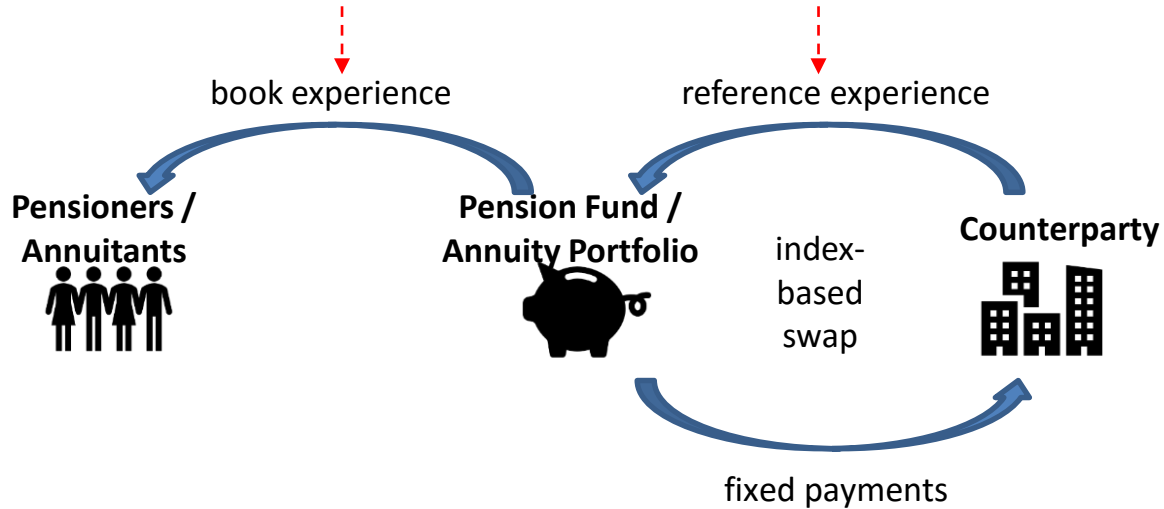 book experience
reference experience
Pensioners /
Annuitants
Pension Fund /
Annuity Portfolio
index-
based
swap
Counterparty
fixed payments